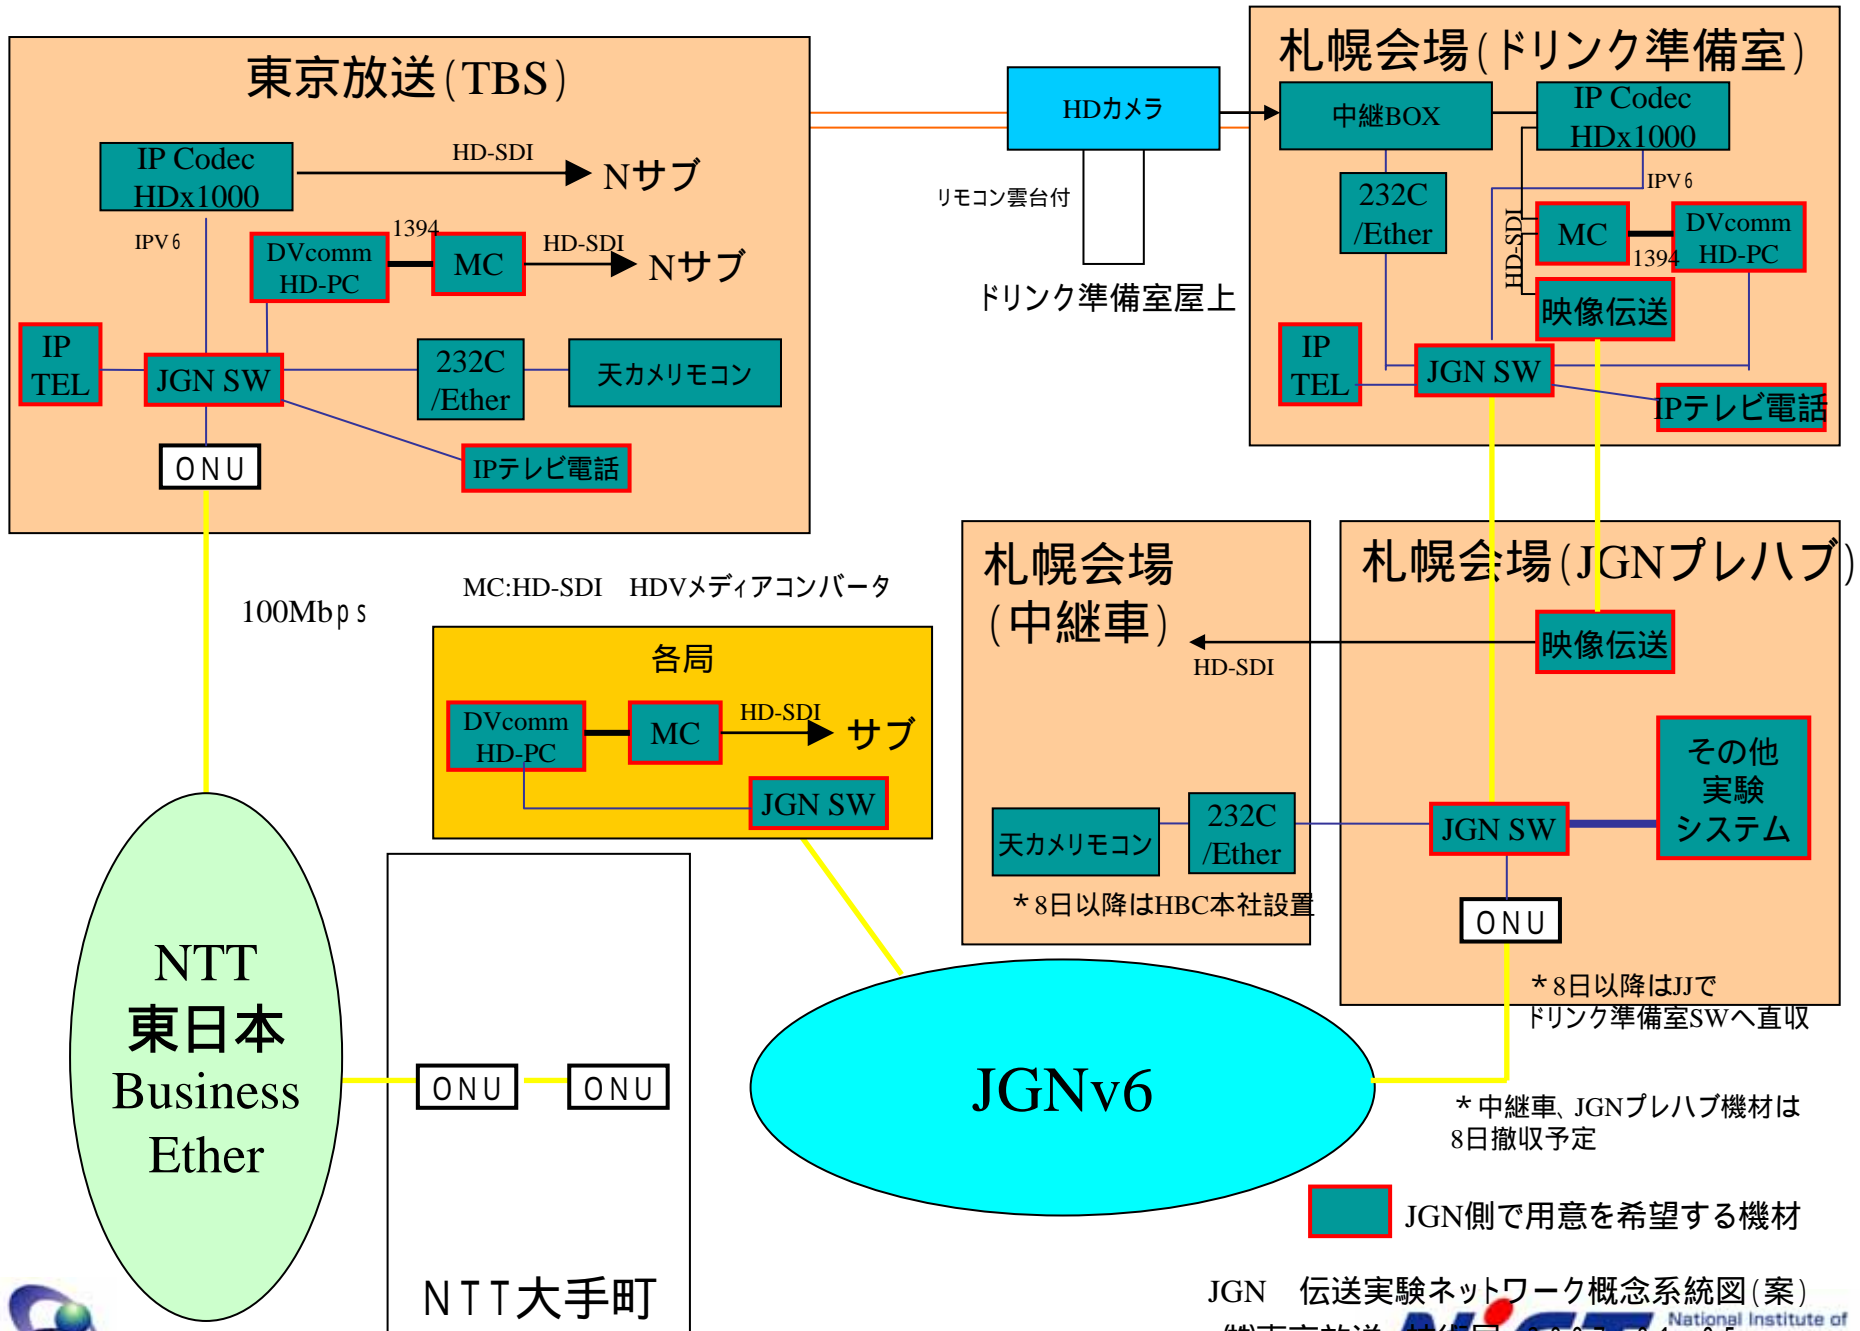 東京放送(TBS)
IP Codec
HDx1000
HD-SDI
Nサブ
IPV6
DVcomm
HD-PC
1394
MC
HD-SDI
Nサブ
IP
TEL
JGN SW
232C
/Ether
天カメリモコン
ONU
IPテレビ電話
100Mbps
HDカメラ
リモコン雲台付
ドリンク準備室屋上
札幌会場(ドリンク準備室)
中継BOX
IP Codec
HDx1000
232C
/Ether
IPV6
HD-SDI
MC
1394
DVcomm
HD-PC
映像伝送
IP
TEL
JGN SW
IPテレビ電話
MC:HD-SDI HDVメディアコンバータ
各局
DVcomm
HD-PC
MC
HD-SDI
サブ
JGN SW
札幌会場
(中継車)
HD-SDI
天カメリモコン
232C
/Ether
*8日以降はHBC本社設置
札幌会場(JGNプレハブ)
映像伝送
その他
実験
システム
JGN SW
ONU
*8日以降はJJで
ドリンク準備室SWへ直収
NTT
東日本
Business
Ether
ONU
ONU
NTT大手町
JGNv6
*中継車、JGNプレハブ機材は
8日撤収予定
JGN側で用意を希望する機材
JGN 伝送実験ネットワーク概念系統図(案)
National Institute of